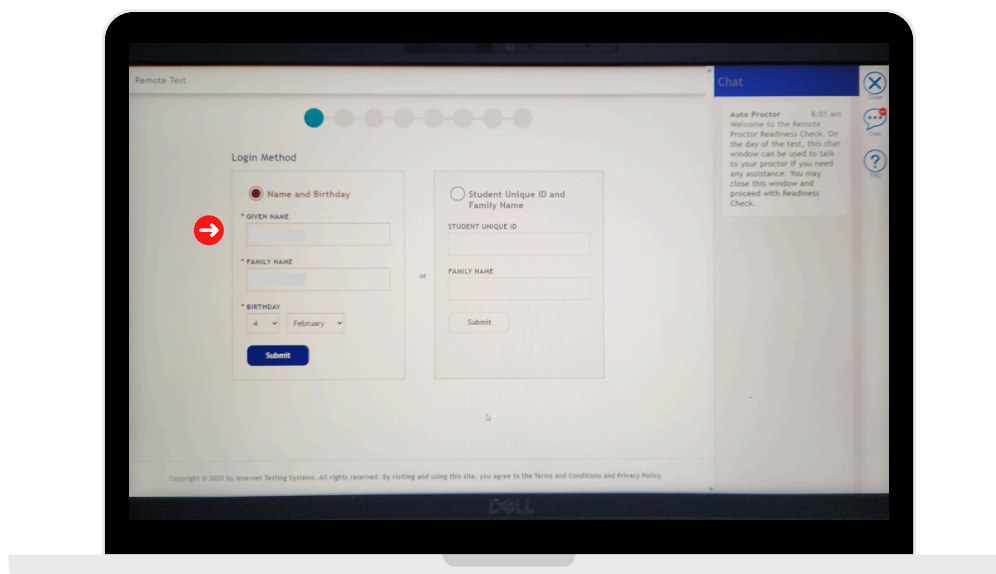 Remote Test
Login Method
Name and Birthday
* GIVEN NAME
* FAMILY NAME
* BIRTHDAY
4
February
Submit
or
Student Unique ID and
Family Name
STUDENT UNIQUE ID
FAMILY NAME
Submit
Copyright © 2025 by Internet Testing Systems. All rights reserved. By visiting and using this site, you agree to the Terms and Conditions and Privacy Policy.
Chat
Auto Proctor 8:01 am
Welcome to the Remote
Proctor Readiness Check. On
the day of the test, this chat
window can be used to talk
to your proctor if you need
any assistance. You may
close this window and
proceed with Readiness
Check.
Close
Chat
FAQ
DELL